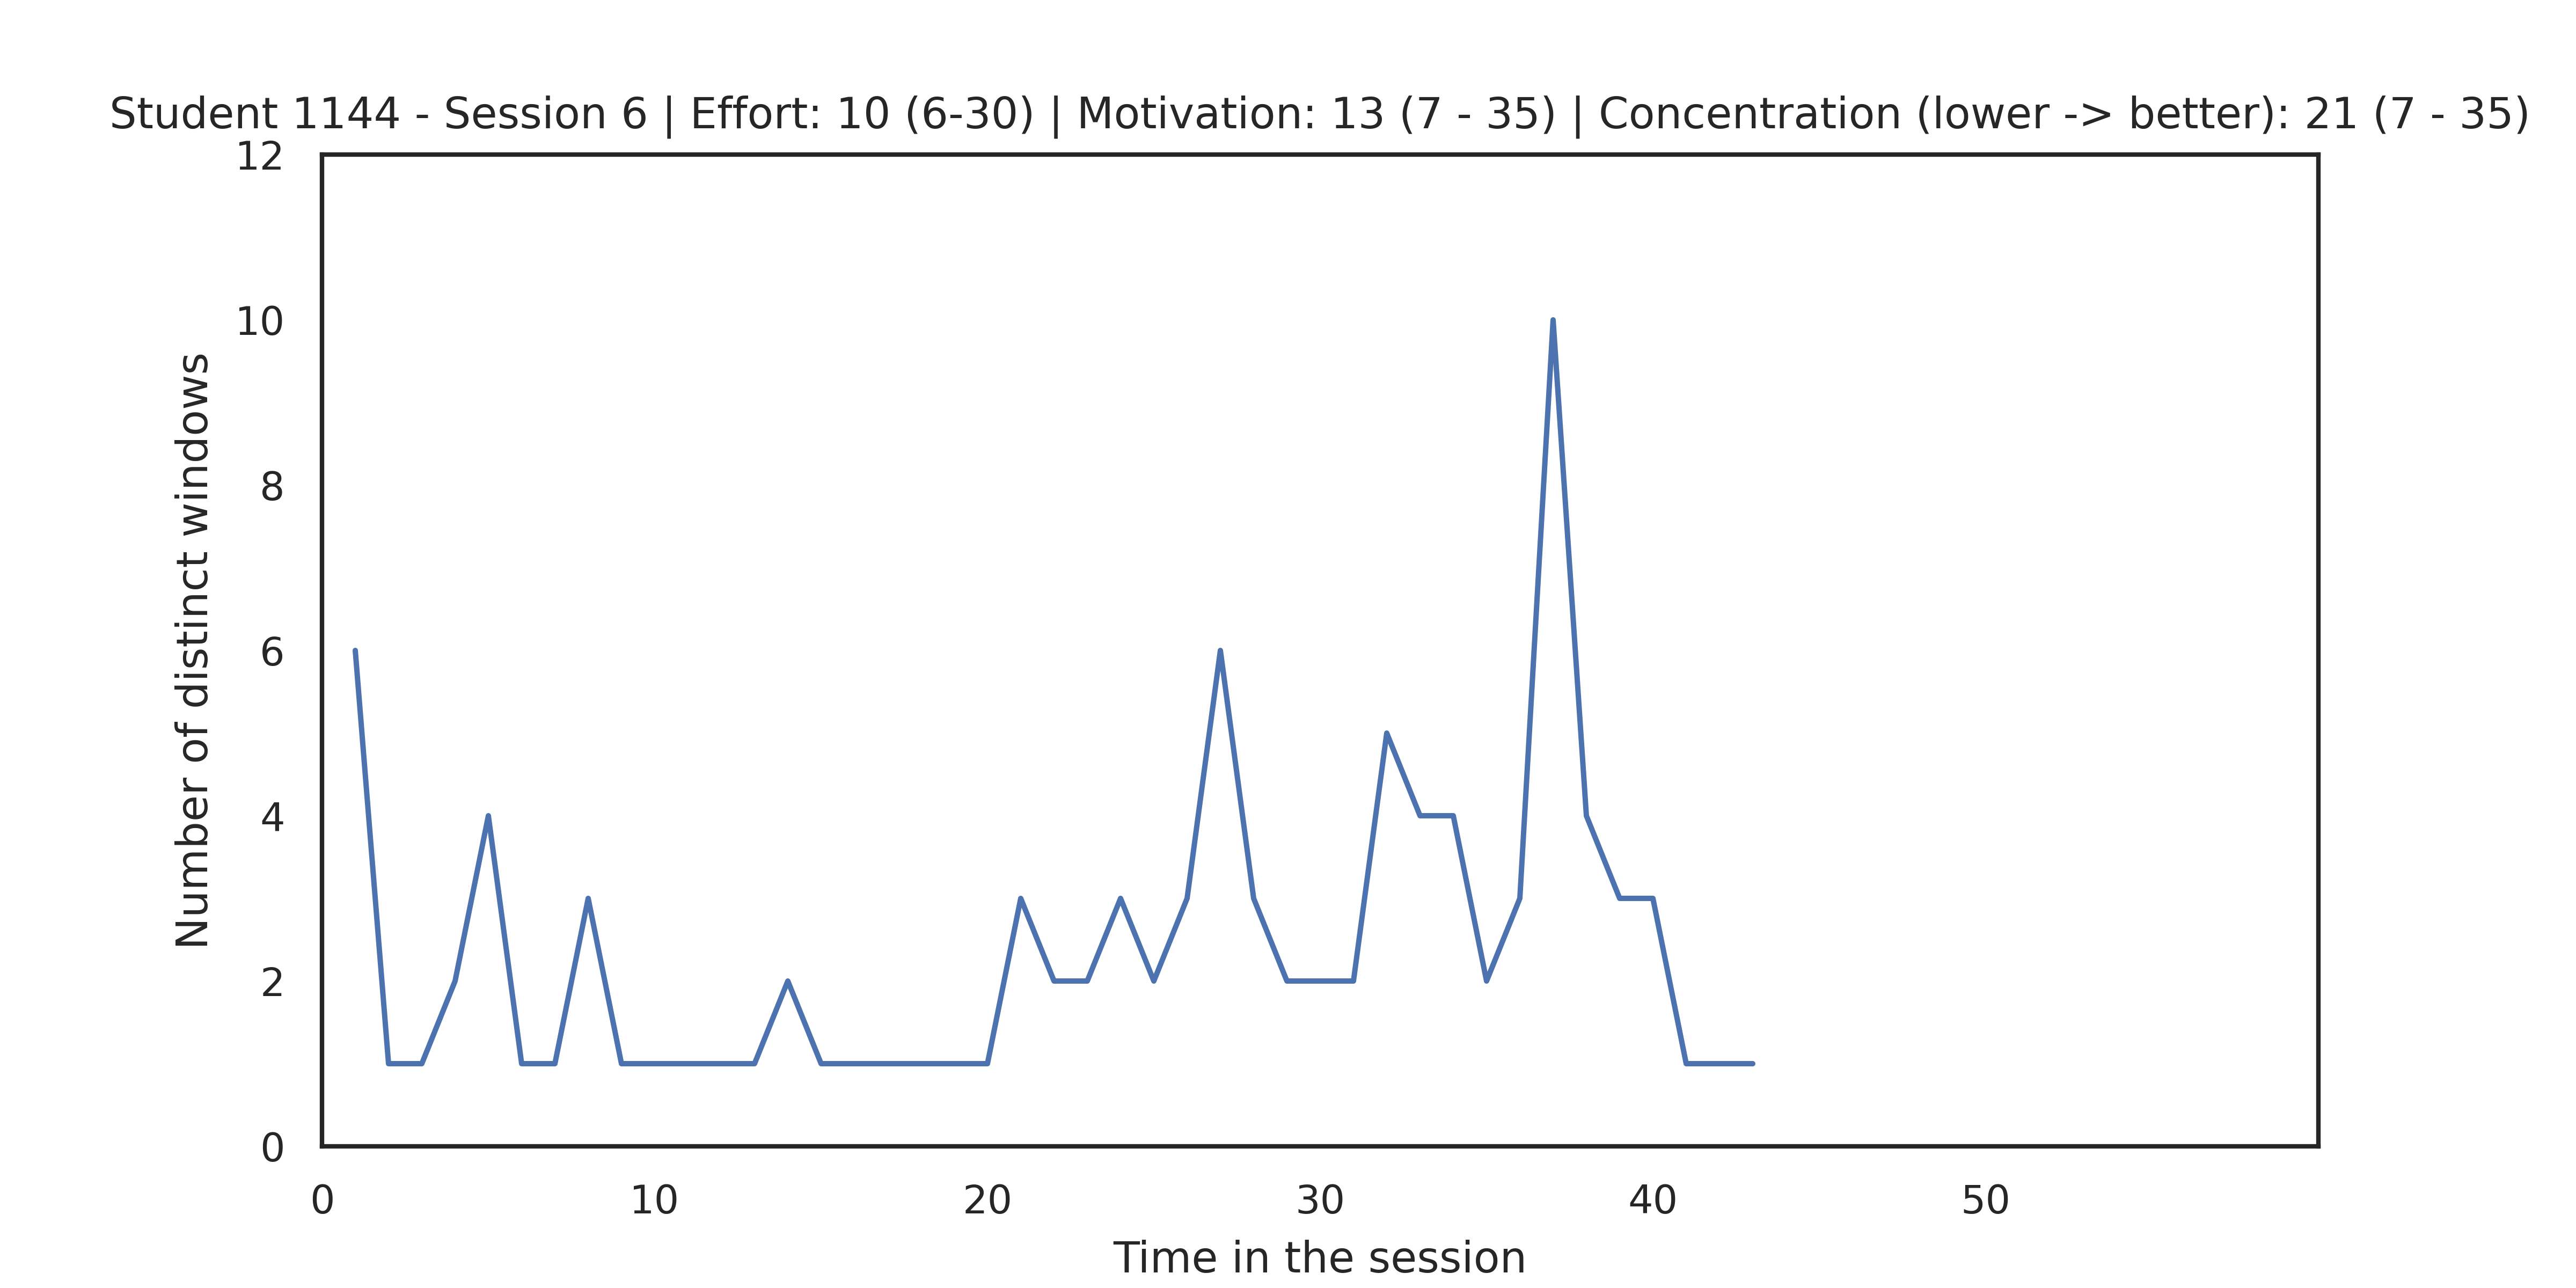 Student 1144 - Session 6 | Effort: 10 (6-30) | Motivation: 13 (7 - 35) | Concentration (lower -> better): 21 (7 - 35)
12
10
8
6
4
2
0
Number of distinct windows
0 10 20 30 40 50
Time in the session